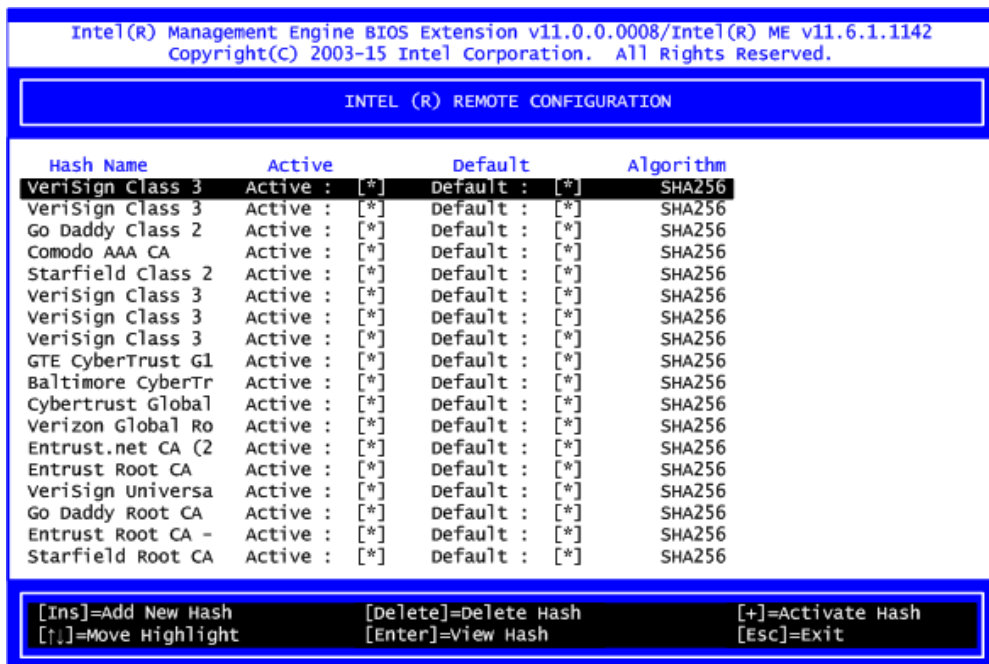 Intel(R) Management Engine BIOS Extension v11.0.0.0008/Intel(R) ME v11.6.1.1142
Copyright(C) 2003-15 Intel Corporation. All Rights Reserved.
INTEL (R) REMOTE CONFIGURATION
Hash Name Active Default Algorithm
VeriSign Class 3 Active : [*] Default : [*] SHA256
VeriSign Class 3 Active : [*] Default : [*] SHA256
Go Daddy Class 2 Active : [*] Default : [*] SHA256
Comodo AAA CA Active : [*] Default : [*] SHA256
Starfield Class 2 Active : [*] Default : [*] SHA256
VeriSign Class 3 Active : [*] Default : [*] SHA256
VeriSign Class 3 Active : [*] Default : [*] SHA256
VeriSign Class 3 Active : [*] Default : [*] SHA256
GTE CyberTrust G1 Active : [*] Default : [*] SHA256
Baltimore CyberTr Active : [*] Default : [*] SHA256
Cybertrust Global Active : [*] Default : [*] SHA256
Verizon Global Ro Active : [*] Default : [*] SHA256
Entrust.net CA (2 Active : [*] Default : [*] SHA256
Entrust Root CA Active : [*] Default : [*] SHA256
VeriSign Universa Active : [*] Default : [*] SHA256
Go Daddy Root CA Active : [*] Default : [*] SHA256
Entrust Root CA - Active : [*] Default : [*] SHA256
Starfield Root CA Active : [*] Default : [*] SHA256
[Ins]=Add New Hash [Delete]=Delete Hash [+]=Activate Hash
[↑↓]=Move Highlight [Enter]=View Hash [Esc]=Exit